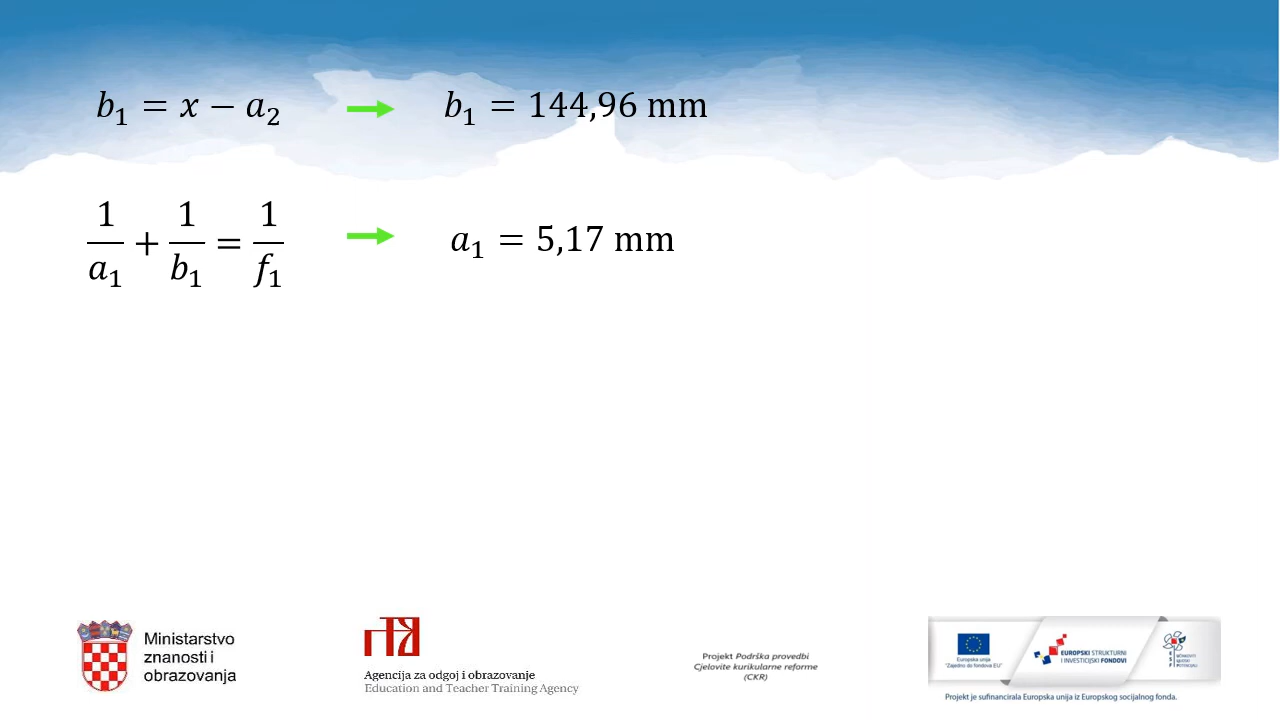 b₁ = x − a₂ → b₁ = 144,96 mm
1/a₁ + 1/b₁ = 1/f₁ → a₁ = 5,17 mm
Ministarstvo
znanosti i
obrazovanja
Agencija za odgoj i obrazovanje
Education and Teacher Training Agency
Projekt Podrška provedbi
Cjelovite kurikularne reforme
(CKR)
Europska unija
"Zajedno do fondova EU"
EUROPSKI STRUKTURNI
I INVESTICIJSKI FONDOVI
Projekt je sufinancirala Europska unija iz Europskog socijalnog fonda.